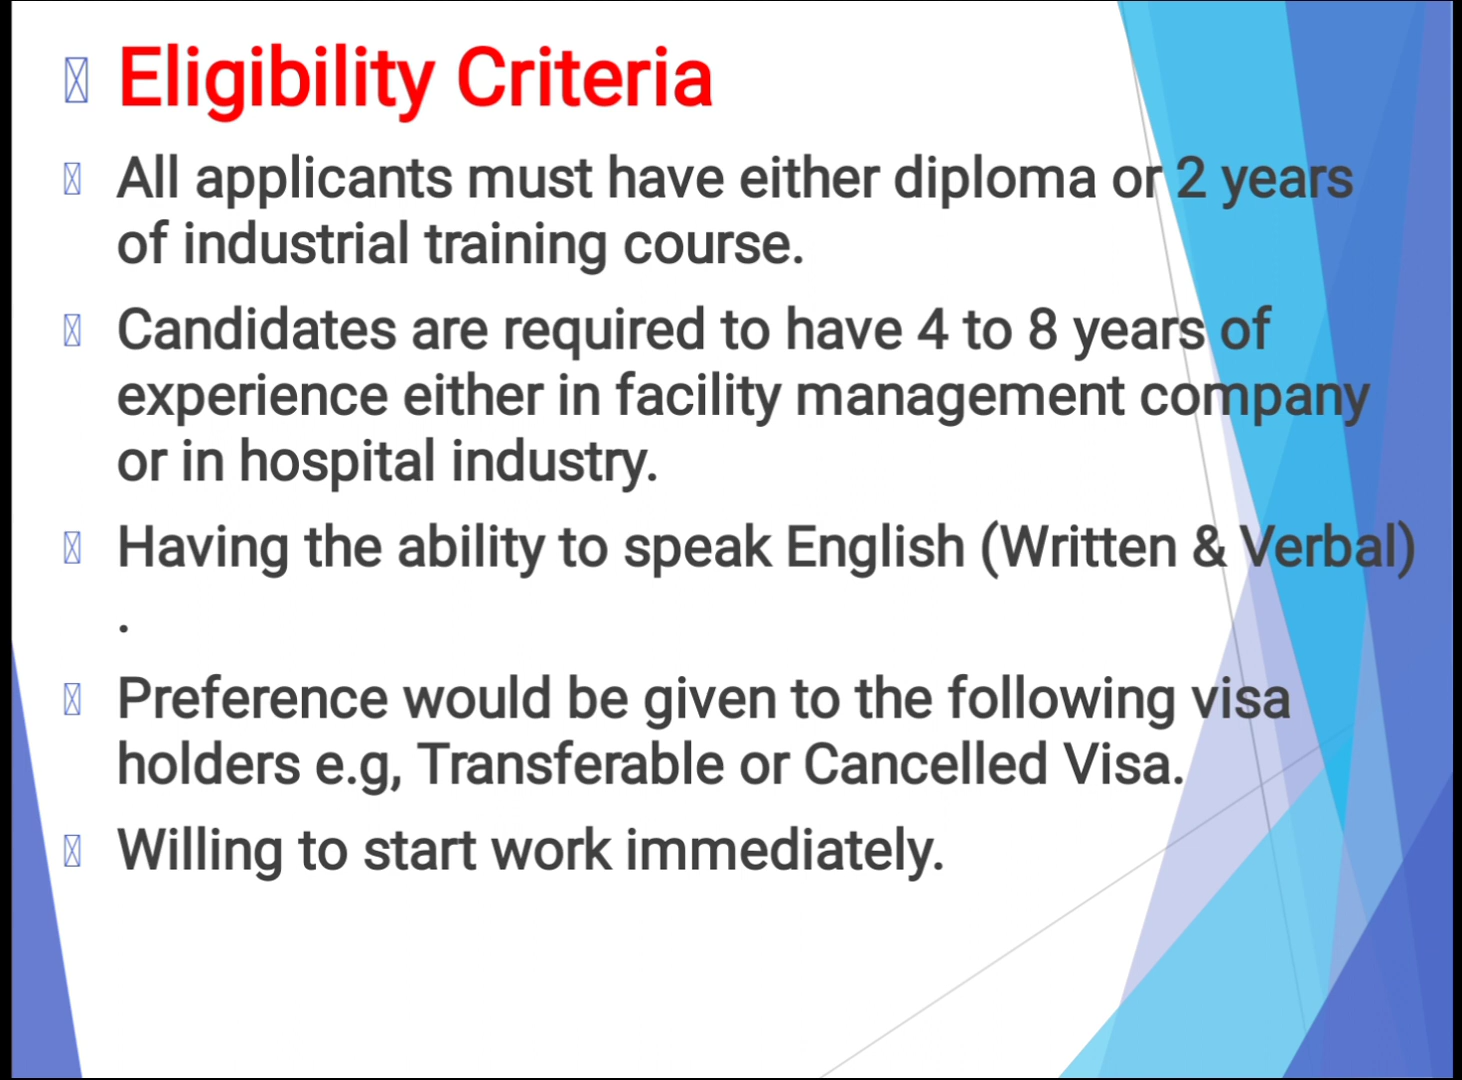 Eligibility Criteria
All applicants must have either diploma or 2 years
of industrial training course.
Candidates are required to have 4 to 8 years of
experience either in facility management company
or in hospital industry.
Having the ability to speak English (Written & Verbal)
.
Preference would be given to the following visa
holders e.g, Transferable or Cancelled Visa.
Willing to start work immediately.